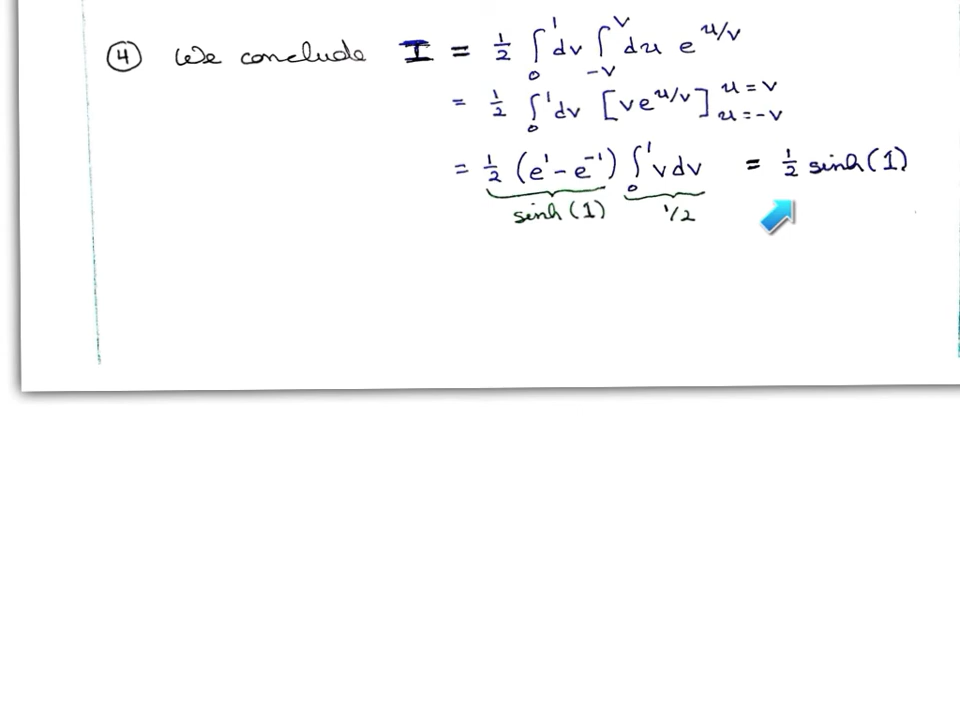 ④ We conclude I = ½ ∫₀¹ dv ∫₋ᵥᵛ du e^{u/v}
= ½ ∫₀¹ dv [v e^{u/v}]_{u=-v}^{u=v}
= ½ (e¹ - e⁻¹) ∫₀¹ v dv = ½ sinh(1)
sinh(1) 1/2